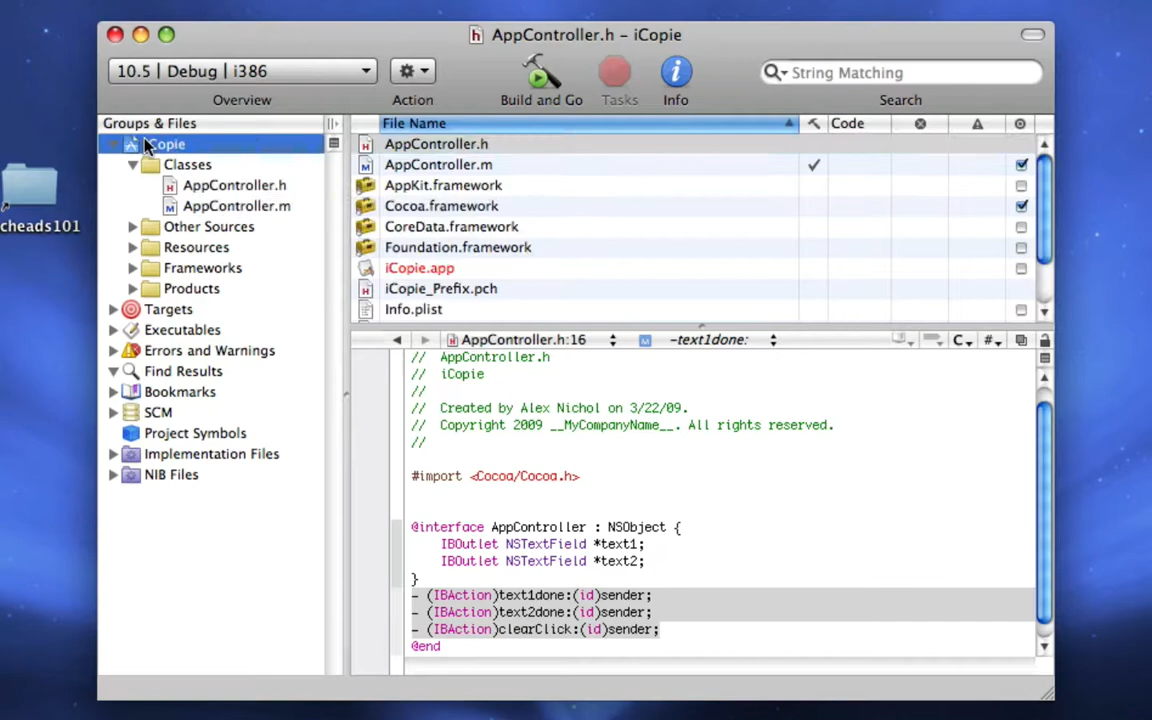 AppController.h – iCopie
10.5 | Debug | i386
Overview
Action
Build and Go
Tasks
Info
String Matching
Search
Groups & Files
iCopie
Classes
AppController.h
AppController.m
Other Sources
Resources
Frameworks
Products
Targets
Executables
Errors and Warnings
Find Results
Bookmarks
SCM
Project Symbols
Implementation Files
NIB Files
cheads101
File Name
Code
AppController.h
AppController.m
AppKit.framework
Cocoa.framework
CoreData.framework
Foundation.framework
iCopie.app
iCopie_Prefix.pch
Info.plist
AppController.h:16
-text1done:
C
#
//  AppController.h
//  iCopie
//
//  Created by Alex Nichol on 3/22/09.
//  Copyright 2009 __MyCompanyName__. All rights reserved.
//
#import <Cocoa/Cocoa.h>
@interface AppController : NSObject {
IBOutlet NSTextField *text1;
IBOutlet NSTextField *text2;
}
- (IBAction)text1done:(id)sender;
- (IBAction)text2done:(id)sender;
- (IBAction)clearClick:(id)sender;
@end